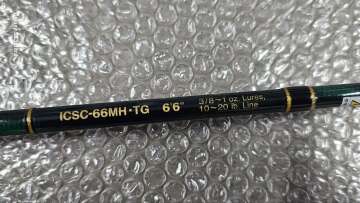 ICSC-66MH·TG 6'6" 3/8~1 oz. Lures,
10~20 lb Line